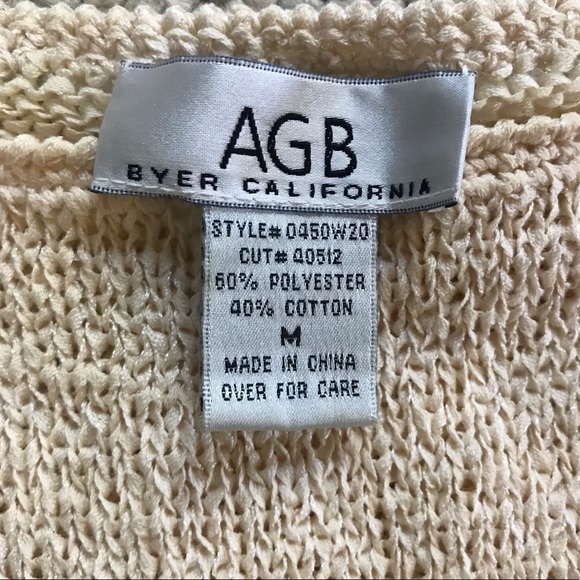 AGB
BYER CALIFORNIA
STYLE# 0450W20
CUT# 40512
60% POLYESTER
40% COTTON
M
MADE IN CHINA
OVER FOR CARE